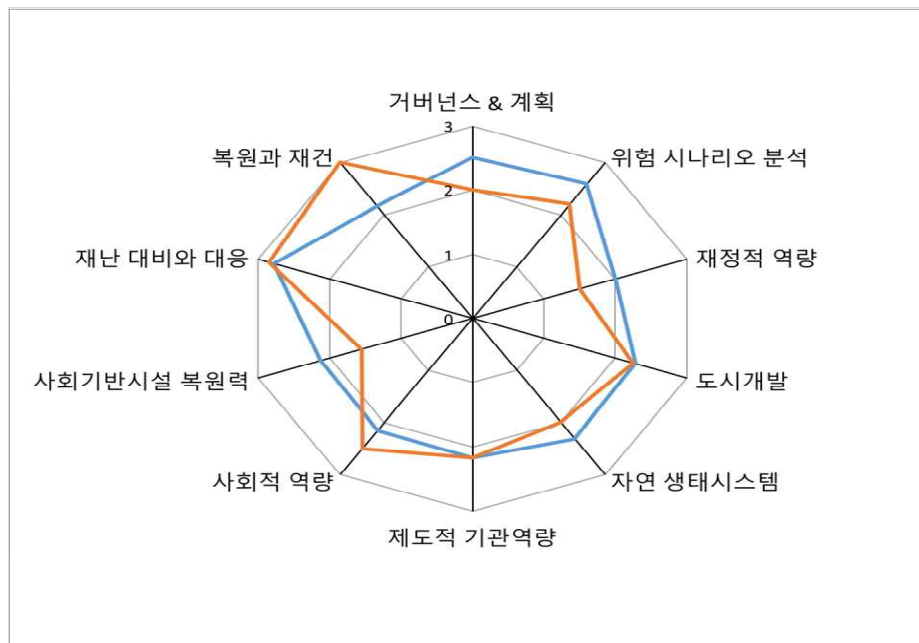 거버넌스 & 계획
3
복원과 재건
위험 시나리오 분석
2
재난 대비와 대응
재정적 역량
1
0
사회기반시설 복원력
도시개발
사회적 역량
자연 생태시스템
제도적 기관역량